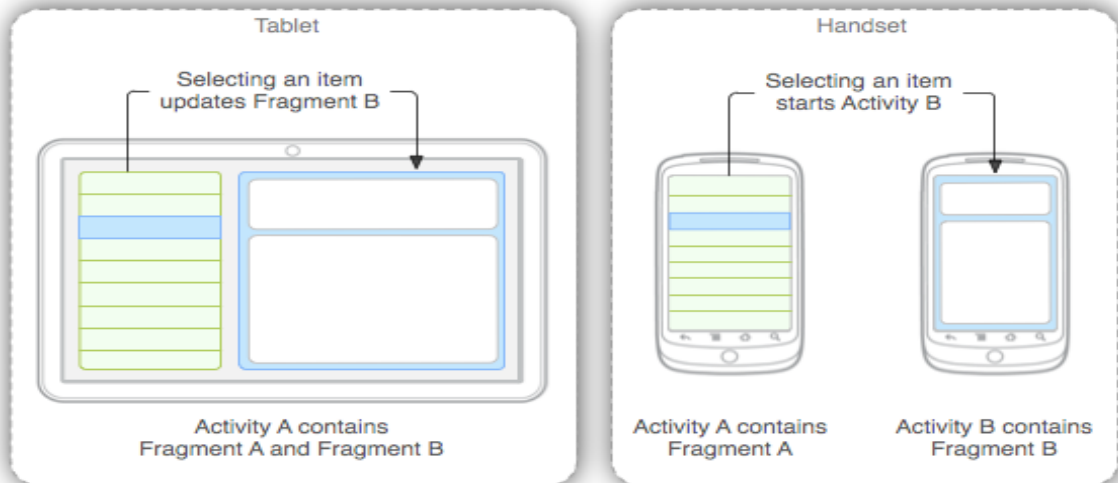 Tablet
Selecting an item
updates Fragment B
Activity A contains
Fragment A and Fragment B
Handset
Selecting an item
starts Activity B
Activity A contains
Fragment A
Activity B contains
Fragment B